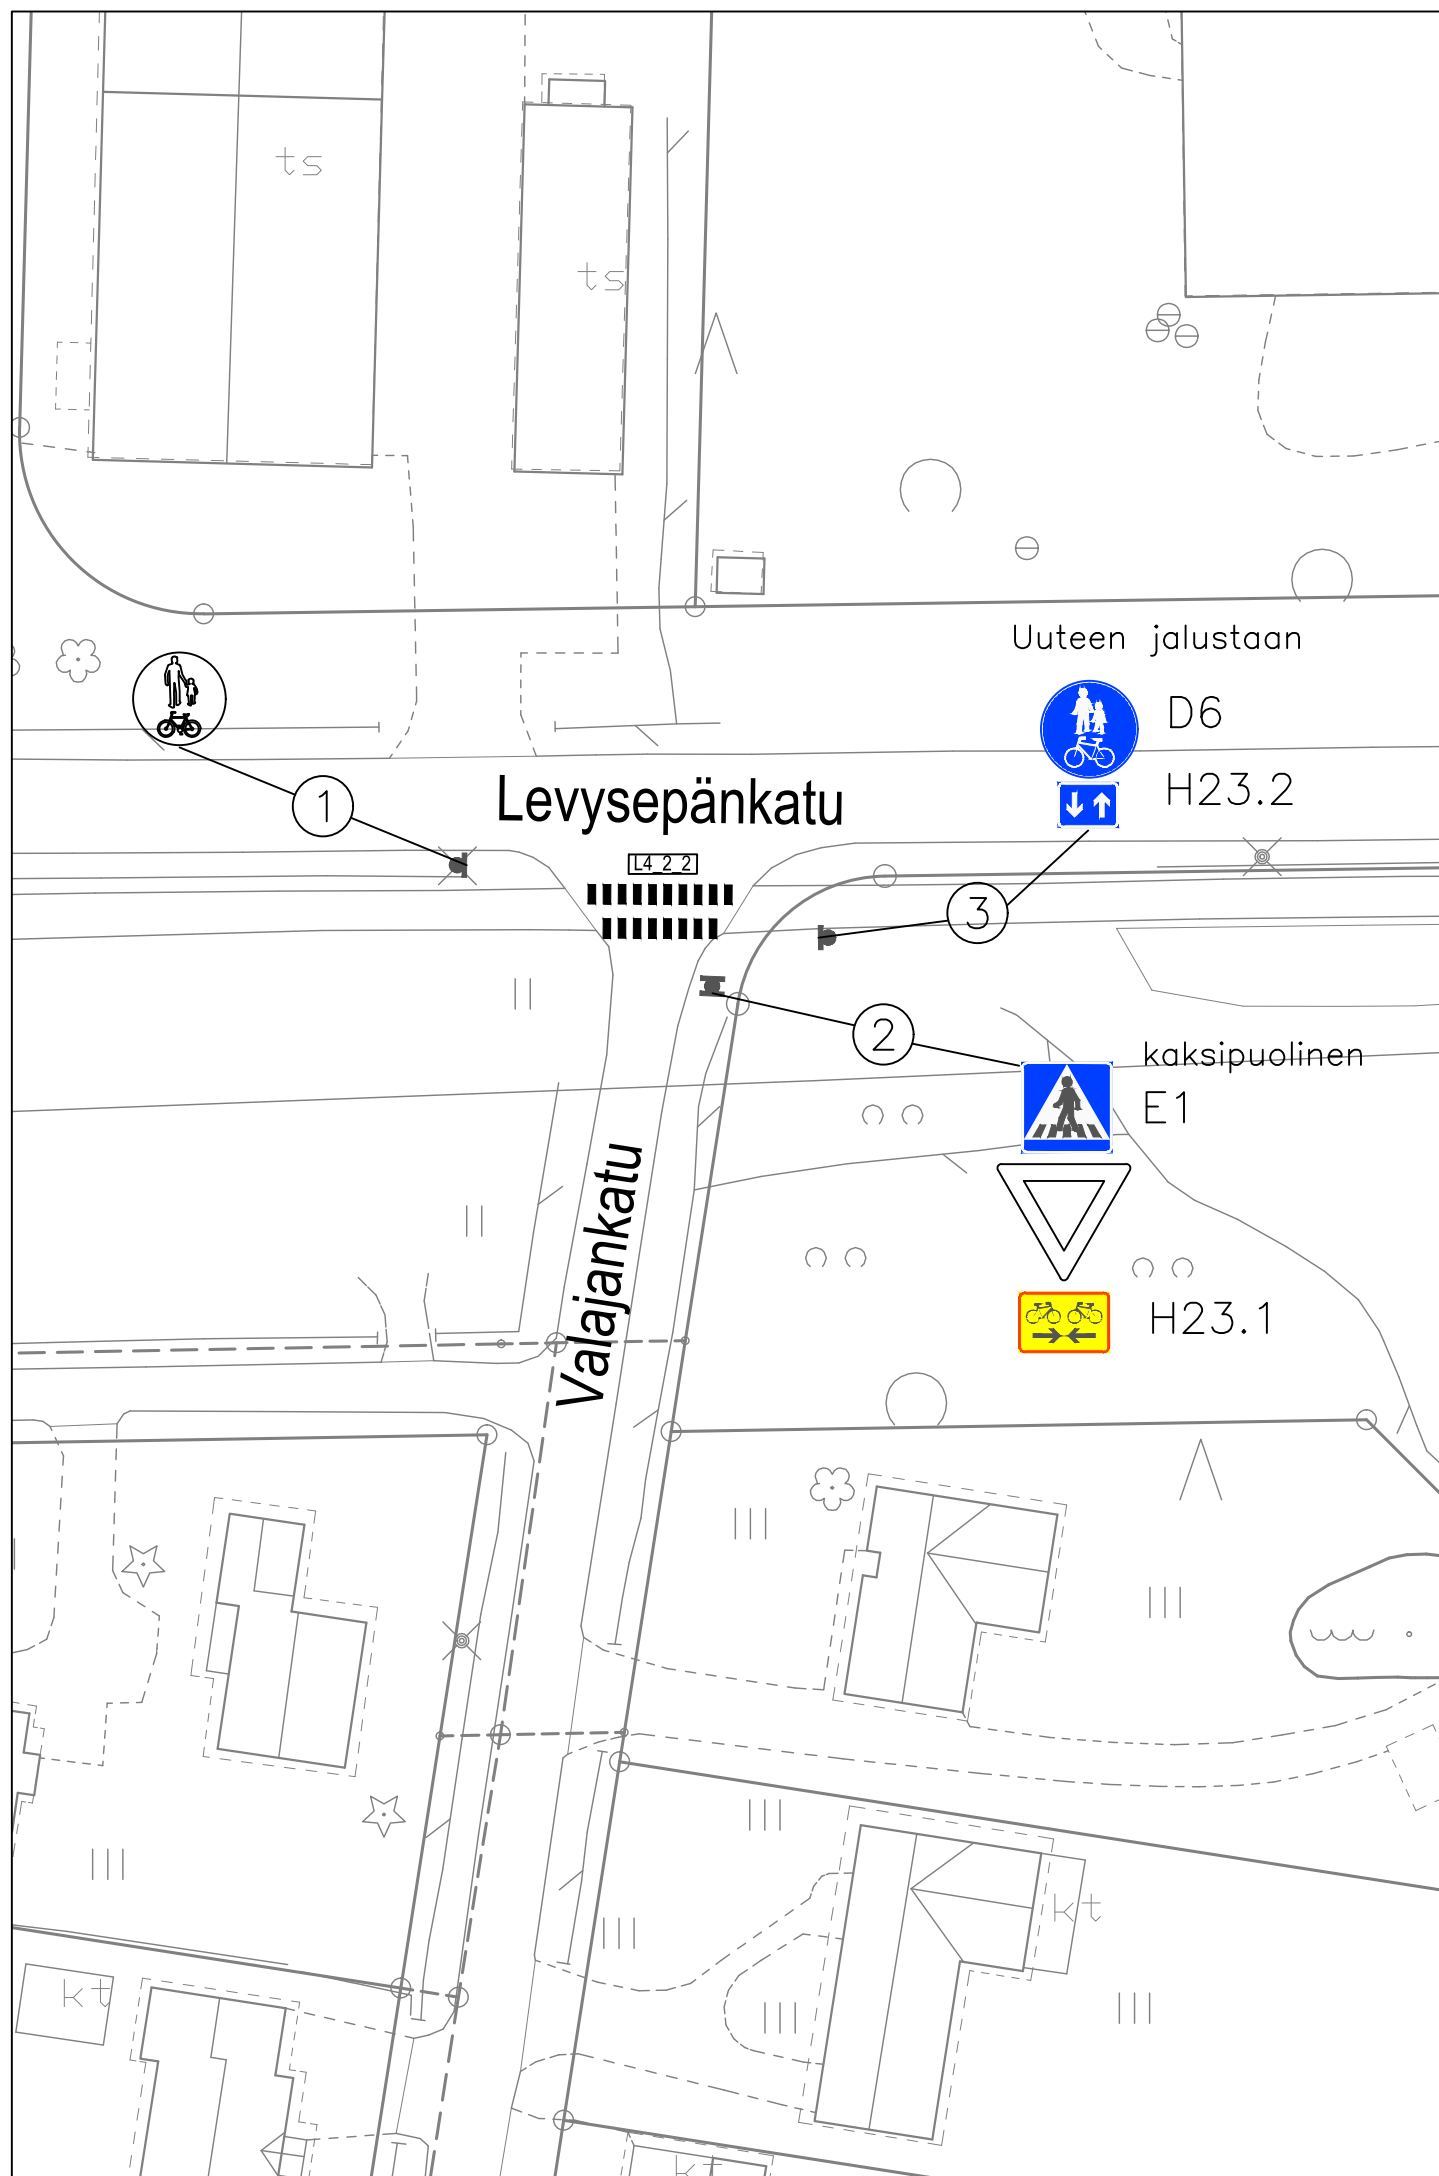 ts
ts
Uuteen jalustaan
D6
H23.2
1
Levysepänkatu
L4_2_2
3
2
kaksipuolinen
E1
Valajankatu
H23.1
kt
kt
kt